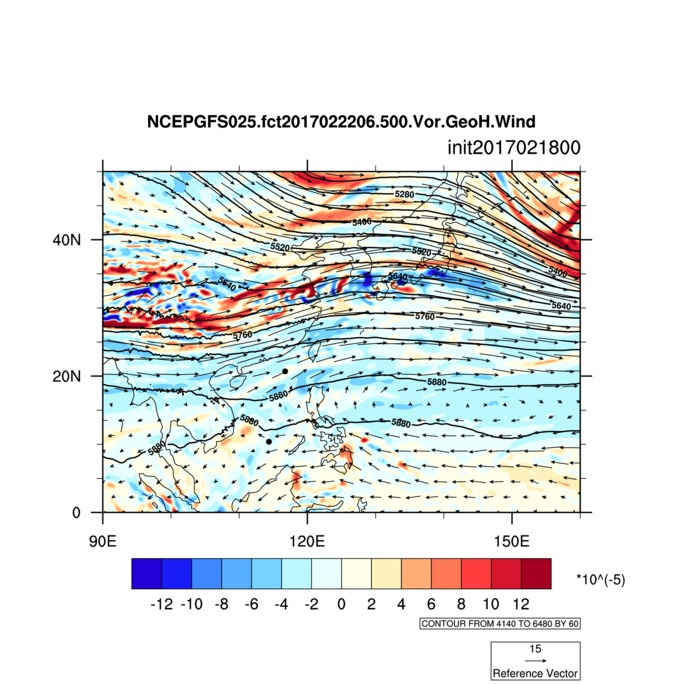 NCEPGFS025.fct2017022206.500.Vor.GeoH.Wind
init2017021800
5280
5400
5520
5520
5400
5640
5640
5640
5760
5760
5880
5880
5880
5880
5880
40N
20N
0
90E 120E 150E
-12 -10 -8 -6 -4 -2 0 2 4 6 8 10 12
*10^(-5)
CONTOUR FROM 4140 TO 6480 BY 60
15
Reference Vector